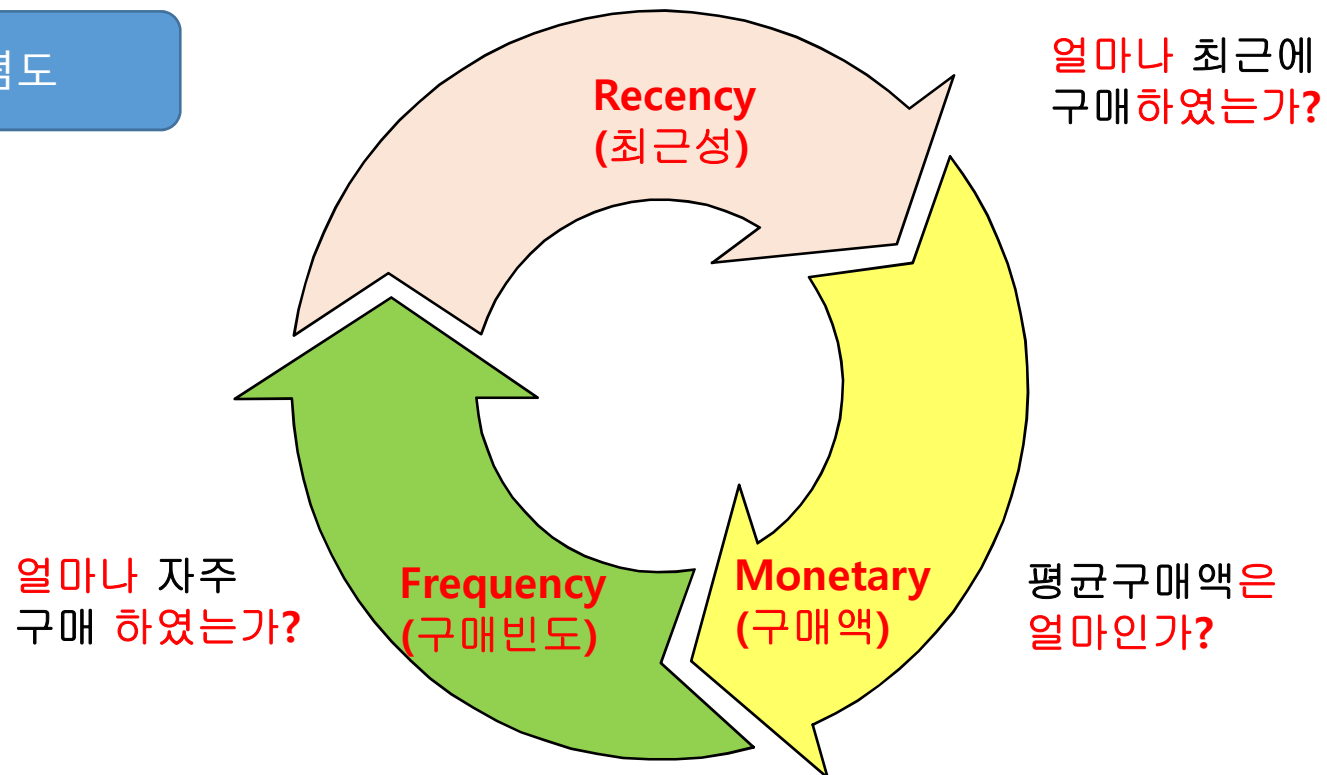 Recency
(최근성)
얼마나 최근에
구매하였는가?
얼마나 자주
구매 하였는가?
Frequency
(구매빈도)
Monetary
(구매액)
평균구매액은
얼마인가?